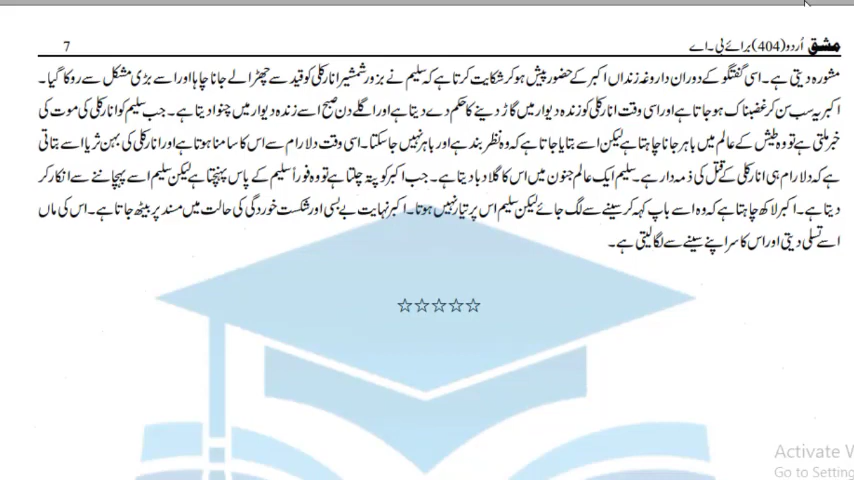 مشق اُردو (404) برائے بی۔اے 7
مشورہ دیتی ہے۔ اسی گفتگو کے دوران داروغہ زنداں اکبر کے حضور پیش ہو کر شکایت کرتا ہے کہ سلیم نے بزور شمشیر انارکلی کو قید سے چھڑا لے جانا چاہا اور اسے بڑی مشکل سے روکا گیا۔
اکبر یہ سب سن کر غضبناک ہو جاتا ہے اور اسی وقت انارکلی کو زندہ دیوار میں گاڑ دینے کا حکم دے دیتا ہے اور اگلے دن صبح اسے زندہ دیوار میں چنوا دیتا ہے۔ جب سلیم کو انارکلی کی موت کی
خبر ملتی ہے تو وہ طیش کے عالم میں باہر جانا چاہتا ہے لیکن اسے بتایا جاتا ہے کہ وہ نظر بند ہے اور باہر نہیں جا سکتا۔ اسی وقت دلا رام سے اس کا سامنا ہوتا ہے اور انارکلی کی بہن ثریا اسے بتاتی
ہے کہ دلا رام ہی انارکلی کے قتل کی ذمہ دار ہے۔ سلیم ایک عالم جنون میں اس کا گلا دبا دیتا ہے۔ جب اکبر کو پتہ چلتا ہے تو وہ فوراً سلیم کے پاس پہنچتا ہے لیکن سلیم اسے پہچاننے سے انکار کر
دیتا ہے۔ اکبر لاکھ چاہتا ہے کہ وہ اسے باپ کہہ کر سینے سے لگ جائے لیکن سلیم اس پر تیار نہیں ہوتا۔ اکبر نہایت بے بسی اور شکست خوردگی کی حالت میں مسند پر بیٹھ جاتا ہے۔ اس کی ماں
اسے تسلی دیتی اور اس کا سر اپنے سینے سے لگا لیتی ہے۔
☆☆☆☆☆
Activate W
Go to Setting